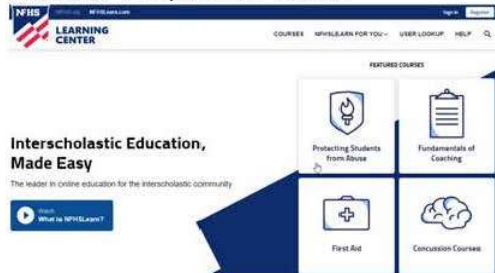 NFHS
NFHSLearn.com
Sign In
Register
LEARNING
CENTER
COURSES
NFHSLEARN FOR YOU
USER LOOKUP
HELP
FEATURED COURSES
Protecting Students
from Abuse
Fundamentals of
Coaching
Interscholastic Education,
Made Easy
The leader in online education for the interscholastic community
Watch
What is NFHSLearn?
First Aid
Concussion Courses